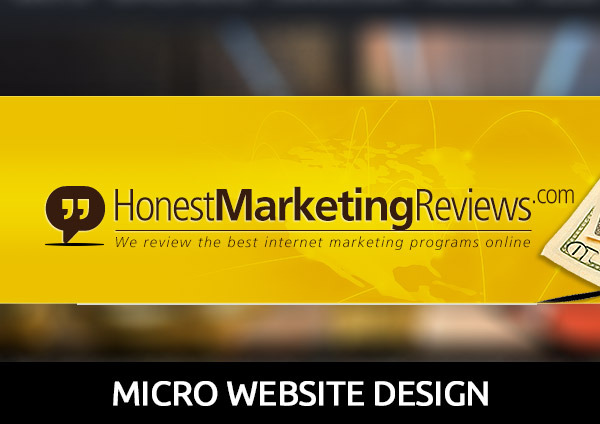 HonestMarketingReviews.com
We review the best internet marketing programs online
MICRO WEBSITE DESIGN